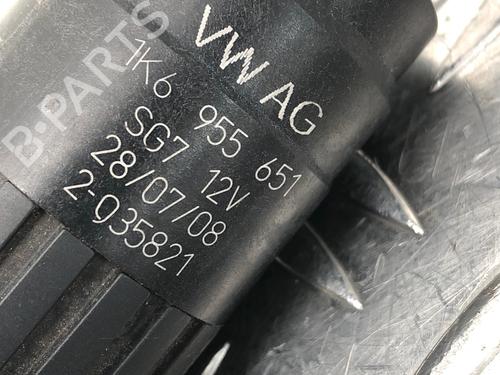 VW AG
1K6 955 651
SG7 12V
28/07/08
2-035821
B-PARTS